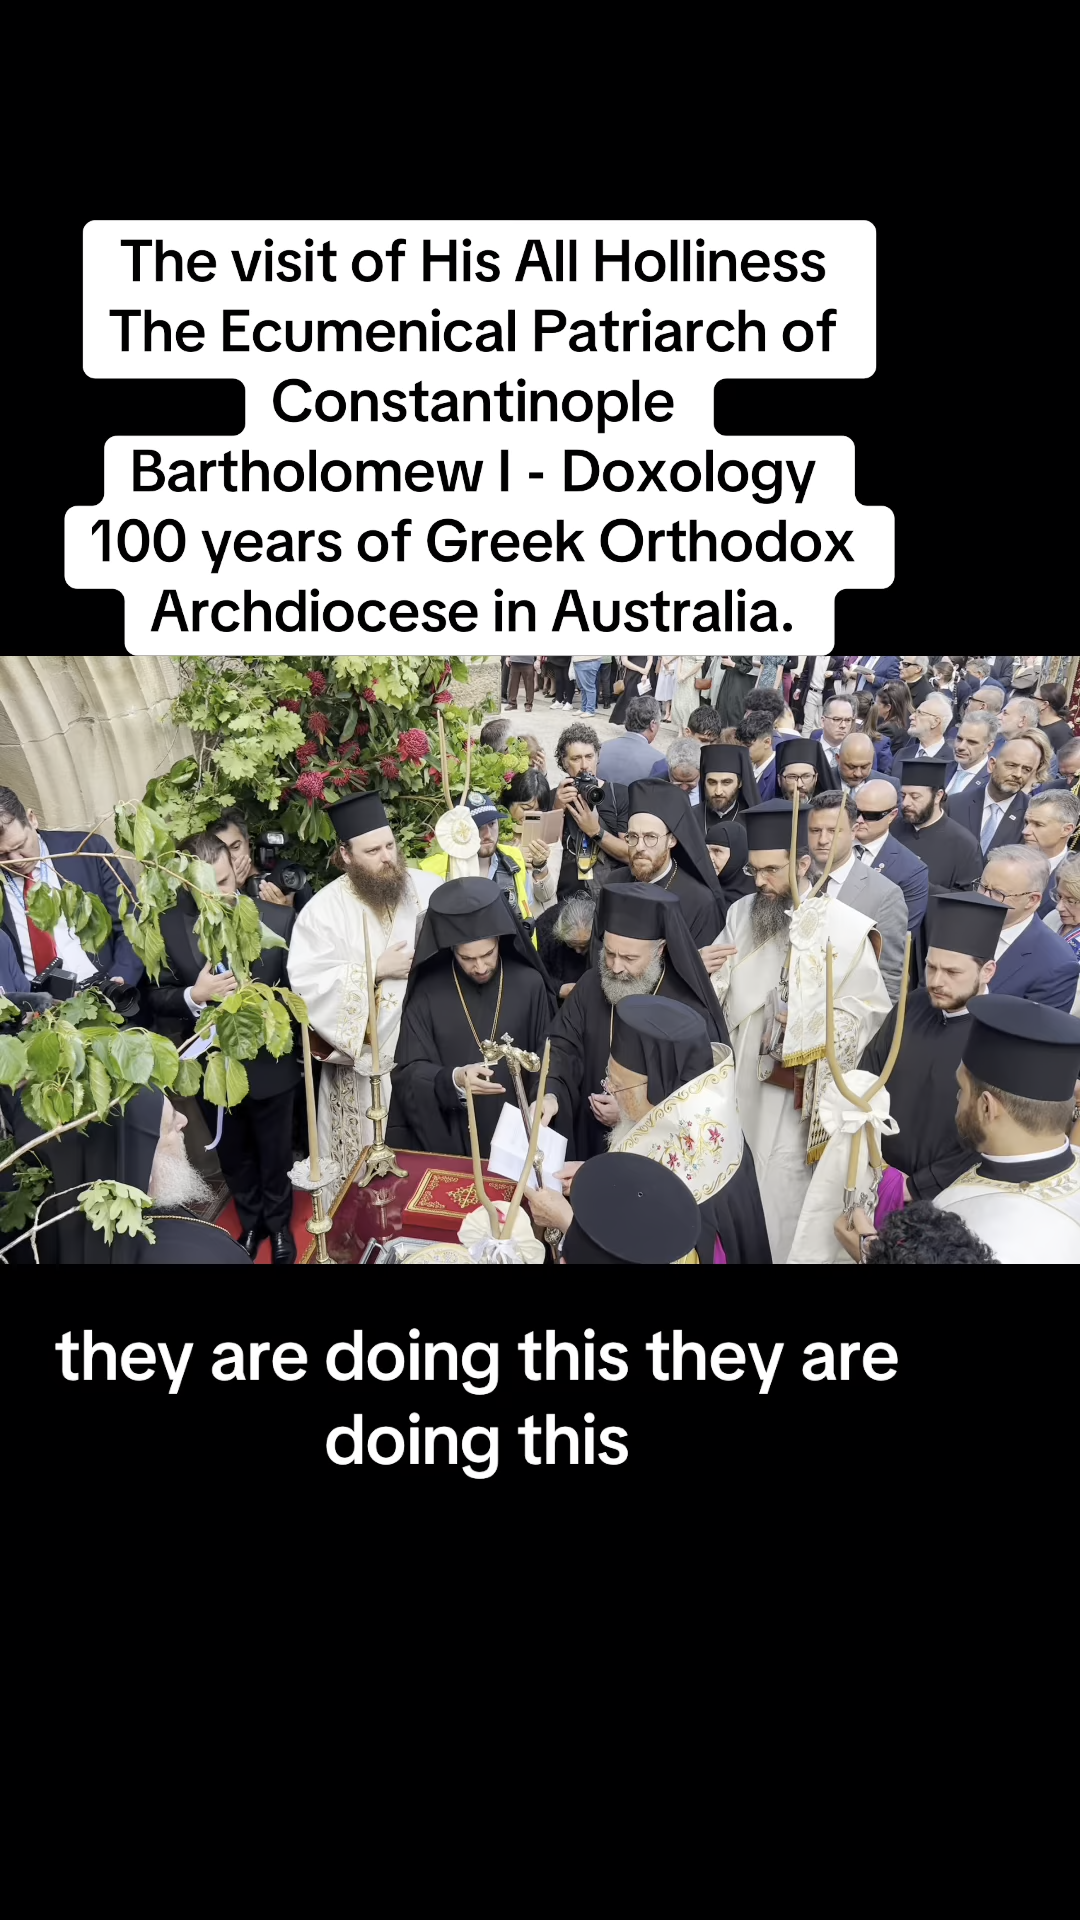 The visit of His All Holliness
The Ecumenical Patriarch of
Constantinople
Bartholomew I - Doxology
100 years of Greek Orthodox
Archdiocese in Australia.
they are doing this they are
doing this